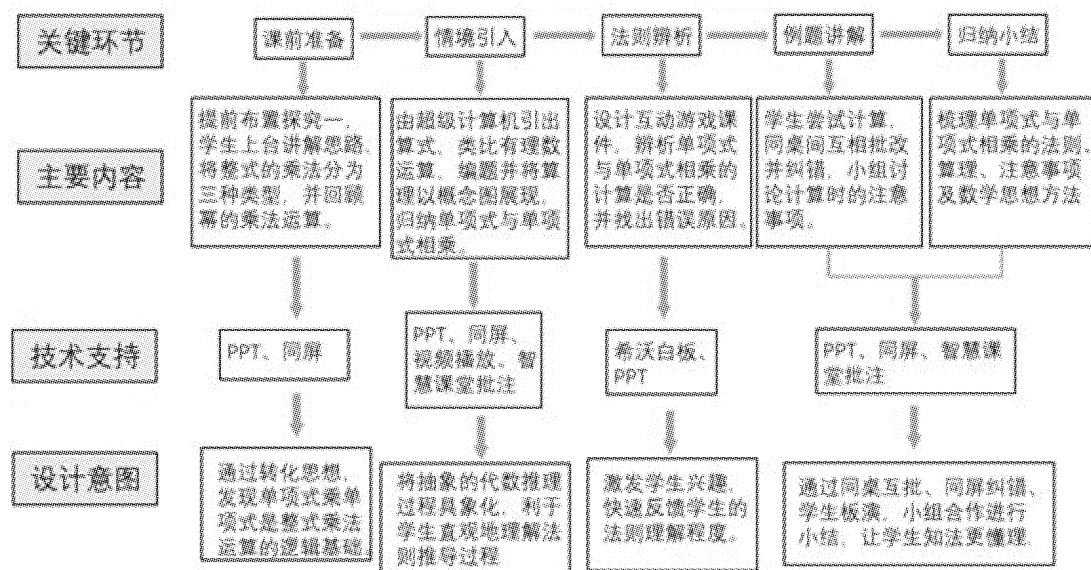 关键环节
课前准备
情境引入
法则辨析
例题讲解
归纳小结
主要内容
提前布置探究一，
学生上台讲解思路、
将整式的乘法分为
三种类型，并回顾
幂的乘法运算。
由超级计算机引出
算式，类比有理数
运算，编题并将算
理以概念图展现，
归纳单项式与单项
式相乘。
设计互动游戏课
件，辨析单项式
与单项式相乘的
计算是否正确，
并找出错误原因。
学生尝试计算，
同桌间互相批改
并纠错，小组讨
论计算时的注意
事项。
梳理单项式与单
项式相乘的法则、
算理、注意事项
及数学思想方法
技术支持
PPT、同屏
PPT、同屏、
视频播放、智
慧课堂批注
希沃白板、
PPT
PPT、同屏、智慧课
堂批注
设计意图
通过转化思想，
发现单项式乘单
项式是整式乘法
运算的逻辑基础。
将抽象的代数推理
过程具象化，利于
学生直观地理解法
则推导过程
激发学生兴趣，
快速反馈学生的
法则理解程度。
通过同桌互批、同屏纠错、
学生板演，小组合作进行
小结，让学生知法更懂理.